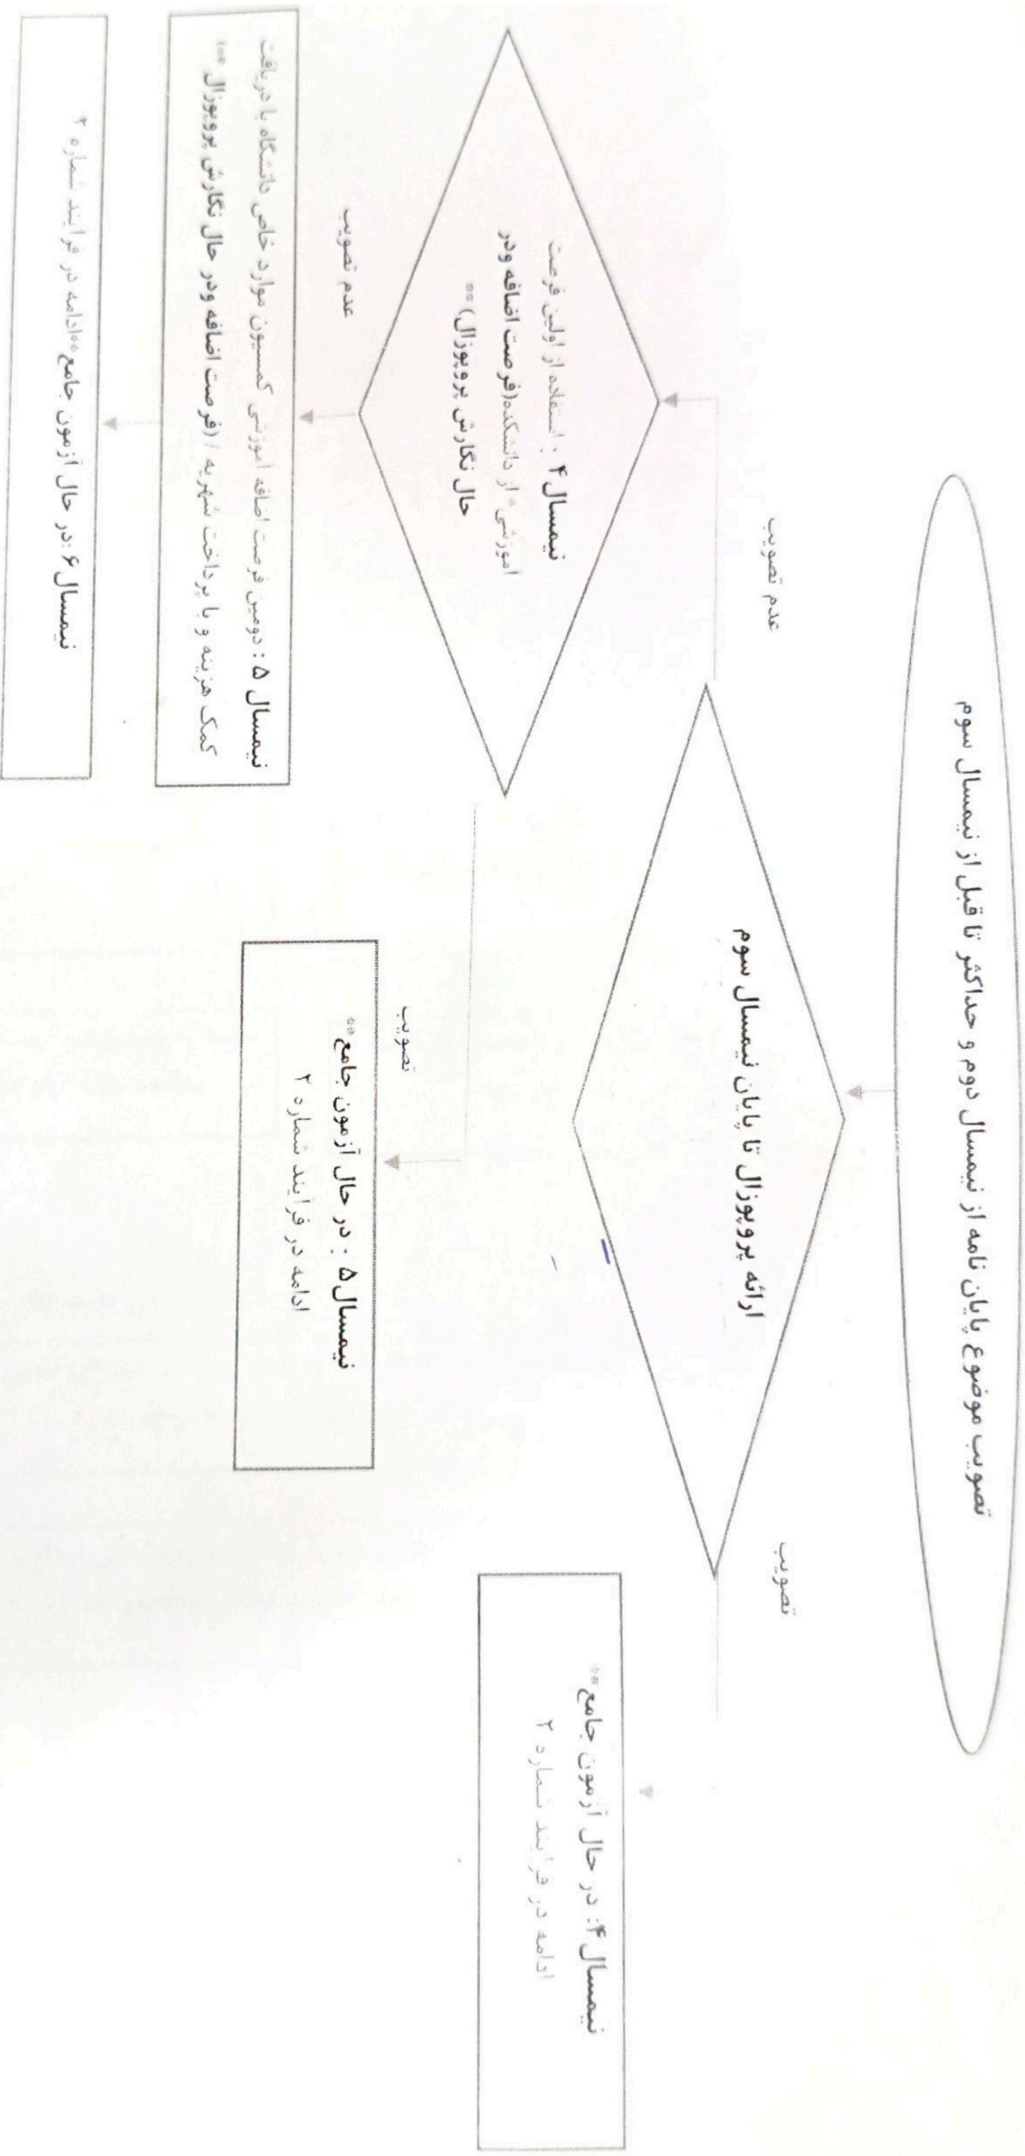 تصویب موضوع پایان نامه از نیمسال دوم و حداکثر تا قبل از نیمسال سوم
عدم تصویب
تصویب
ارائه پروپوزال تا پایان نیمسال سوم
نیمسال ۴: در حال آزمون جامع**
ادامه در فرایند شماره ۲
نیمسال ۴ : استفاده از اولین فرصت
آموزشی * از دانشکده(فرصت اضافه ودر
حال نگارش پروپوزال) **
تصویب
نیمسال ۵ : در حال آزمون جامع**
ادامه در فرایند شماره ۲
عدم تصویب
نیمسال ۵ : دومین فرصت اضافه آموزشی کمسیون موارد خاص دانشگاه با دریافت
کمک هزینه و با پرداخت شهریه / (فرصت اضافه ودر حال نگارش پروپوزال **
نیمسال ۶ :در حال آزمون جامع**ادامه در فرایند شماره ۲